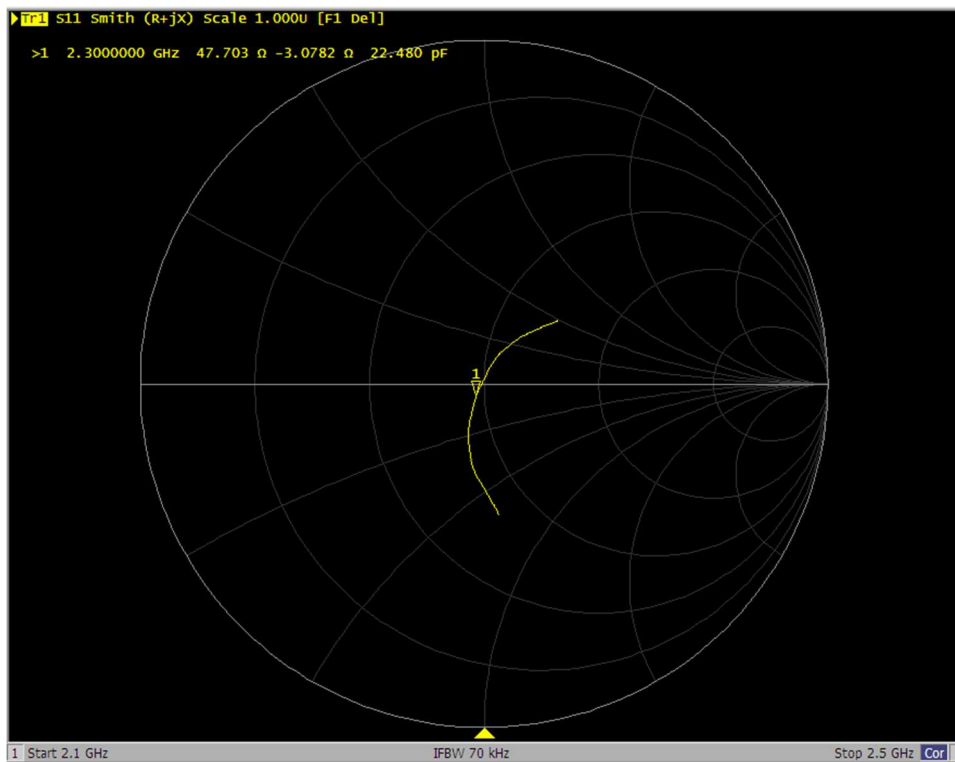 Tr1 S11 Smith (R+jX) Scale 1.000U [F1 Del]
>1 2.3000000 GHz 47.703 Ω -3.0782 Ω 22.480 pF
1
1 Start 2.1 GHz IFBW 70 kHz Stop 2.5 GHz Cor